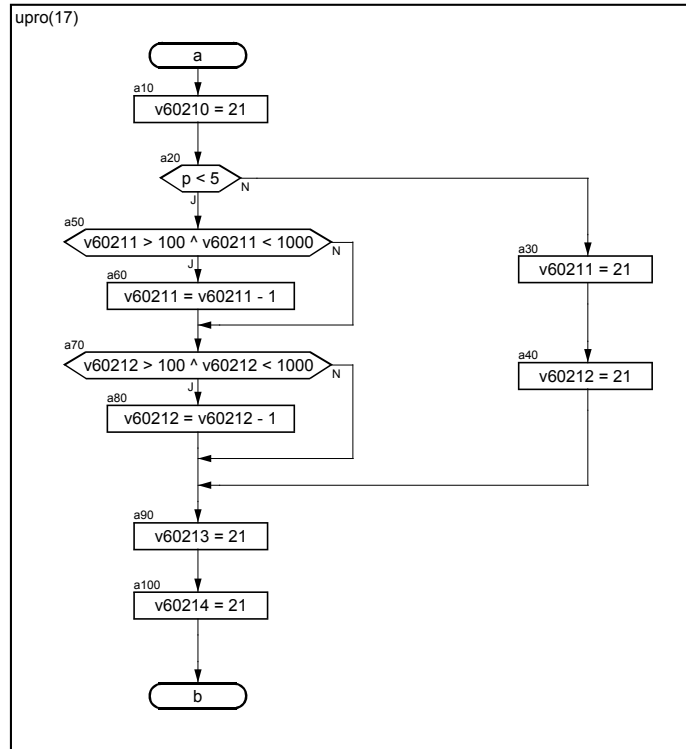 upro(17)
a
a10
v60210 = 21
a20
p < 5
N
J
a50
v60211 > 100 ^ v60211 < 1000
N
J
a30
v60211 = 21
a60
v60211 = v60211 - 1
a70
v60212 > 100 ^ v60212 < 1000
N
J
a40
v60212 = 21
a80
v60212 = v60212 - 1
a90
v60213 = 21
a100
v60214 = 21
b